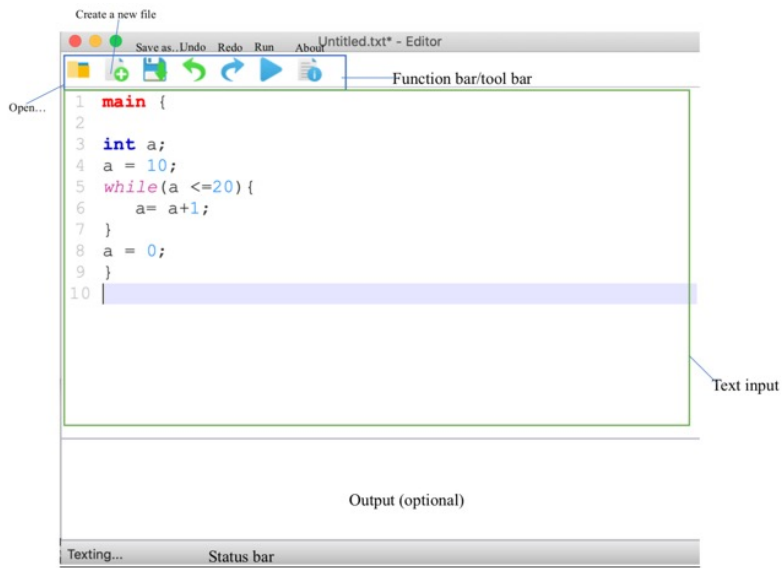 Create a new file
Untitled.txt* - Editor
Save as.. Undo Redo Run About
Function bar/tool bar
Open...
1 main {
2
3 int a;
4 a = 10;
5 while(a <=20){
6    a= a+1;
7 }
8 a = 0;
9 }
10
Text input
Output (optional)
Texting... Status bar